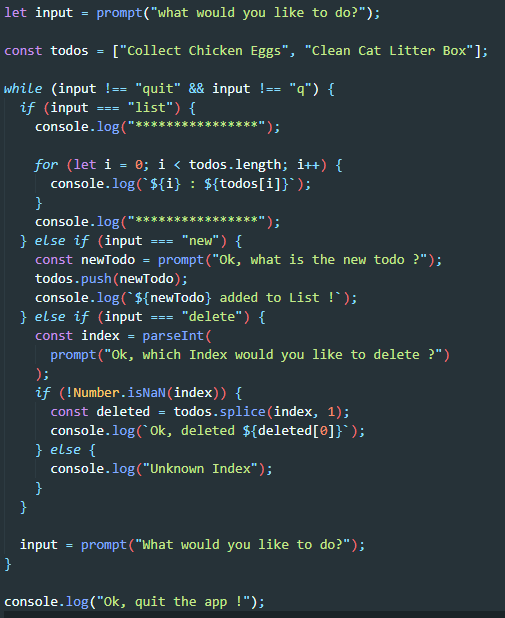 let input = prompt("what would you like to do?");
const todos = ["Collect Chicken Eggs", "Clean Cat Litter Box"];
while (input !== "quit" && input !== "q") {
  if (input === "list") {
    console.log("****************");
    for (let i = 0; i < todos.length; i++) {
      console.log(`${i} : ${todos[i]}`);
    }
    console.log("****************");
  } else if (input === "new") {
    const newTodo = prompt("Ok, what is the new todo ?");
    todos.push(newTodo);
    console.log(`${newTodo} added to List !`);
  } else if (input === "delete") {
    const index = parseInt(
      prompt("Ok, which Index would you like to delete ?")
    );
    if (!Number.isNaN(index)) {
      const deleted = todos.splice(index, 1);
      console.log(`Ok, deleted ${deleted[0]}`);
    } else {
      console.log("Unknown Index");
    }
  }
  input = prompt("What would you like to do?");
}
console.log("Ok, quit the app !");